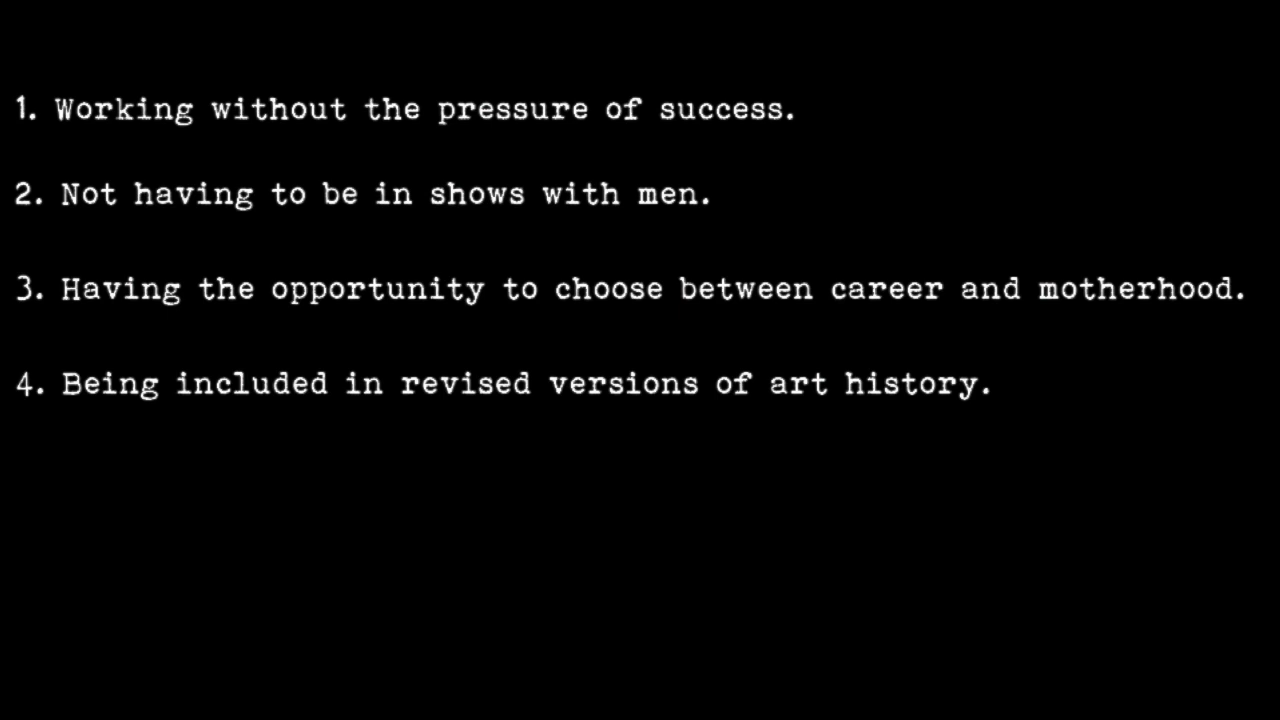 1. Working without the pressure of success.
2. Not having to be in shows with men.
3. Having the opportunity to choose between career and motherhood.
4. Being included in revised versions of art history.